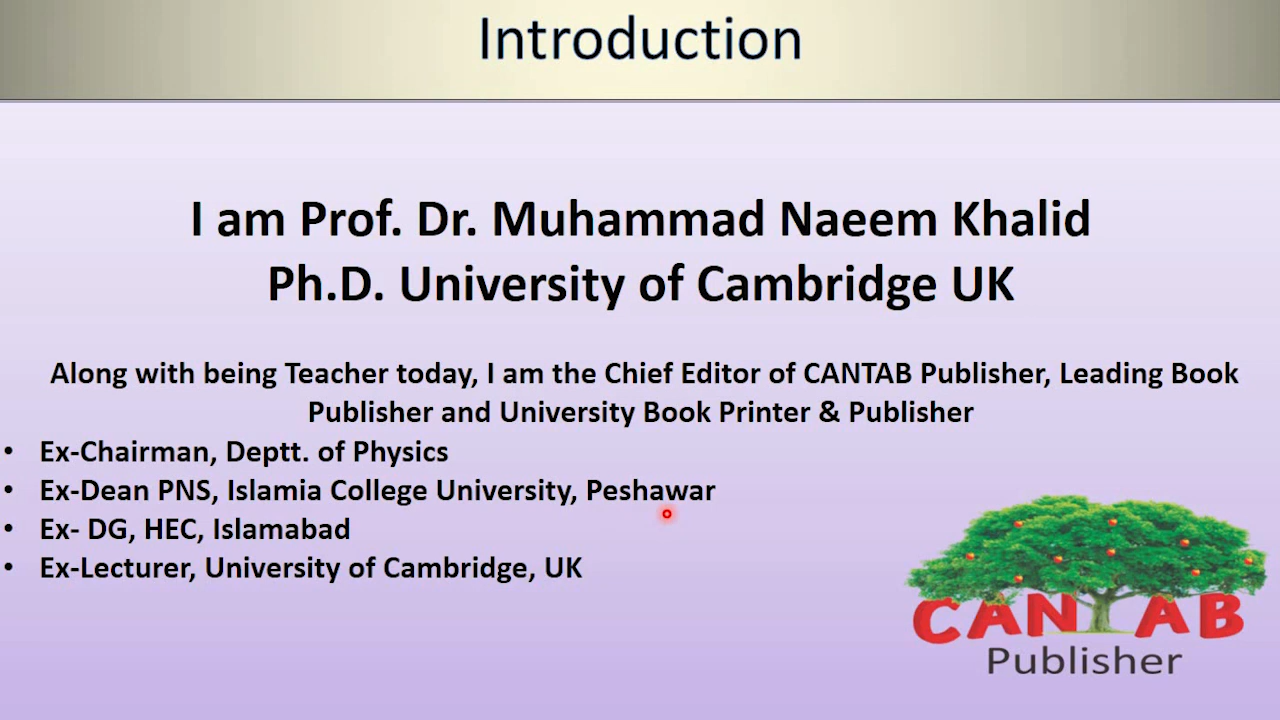 Introduction
I am Prof. Dr. Muhammad Naeem Khalid
Ph.D. University of Cambridge UK
Along with being Teacher today, I am the Chief Editor of CANTAB Publisher, Leading Book
Publisher and University Book Printer & Publisher
• Ex-Chairman, Deptt. of Physics
• Ex-Dean PNS, Islamia College University, Peshawar
• Ex- DG, HEC, Islamabad
• Ex-Lecturer, University of Cambridge, UK
CANTAB
Publisher